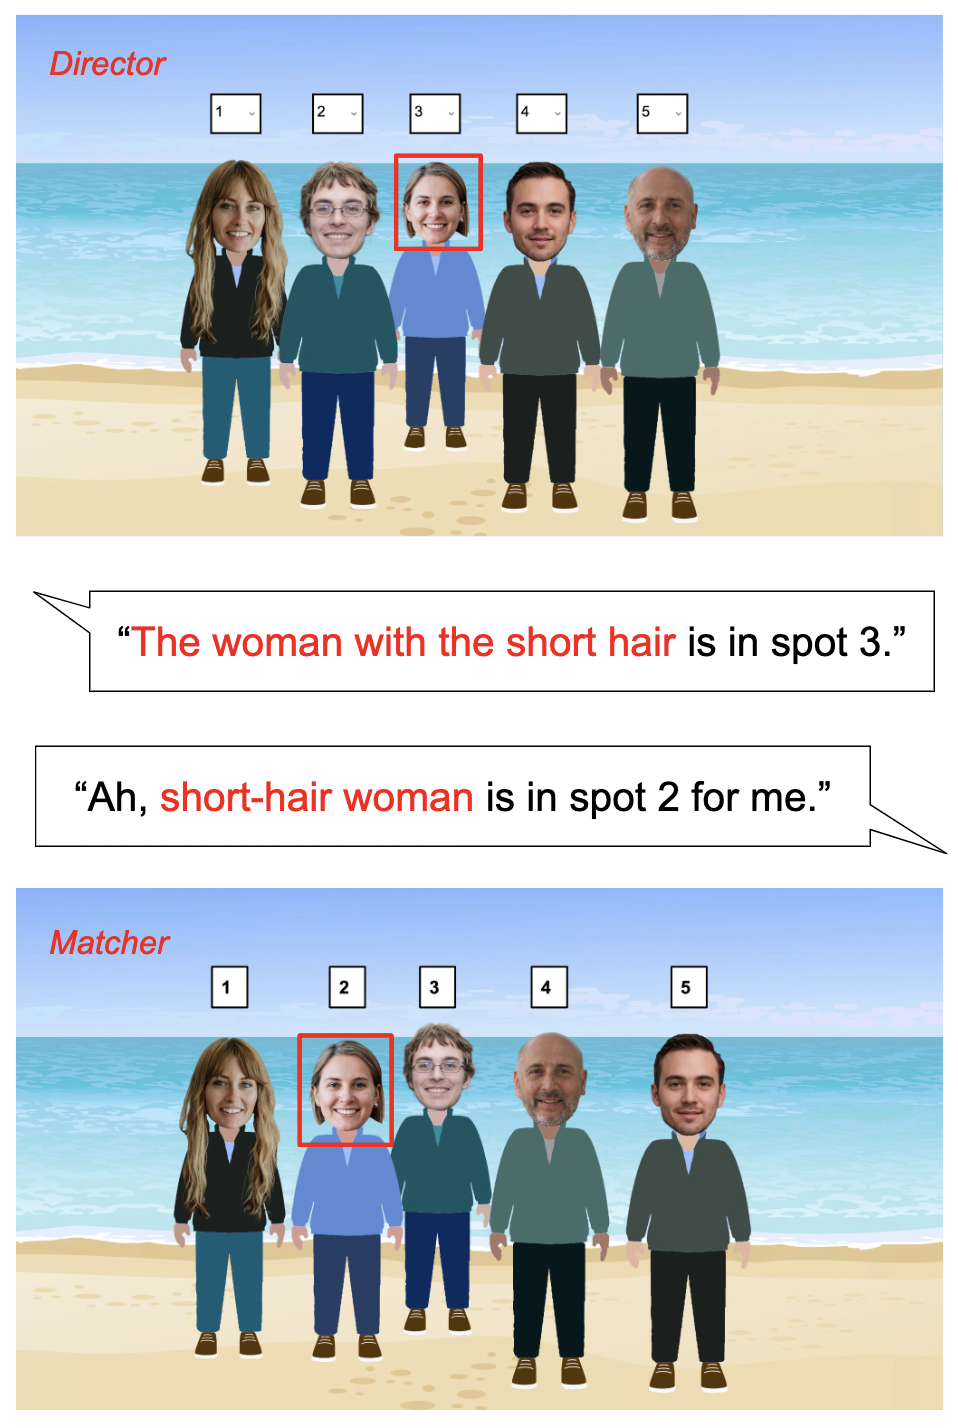 Director
1 2 3 4 5
“The woman with the short hair is in spot 3.”
“Ah, short-hair woman is in spot 2 for me.”
Matcher
1 2 3 4 5